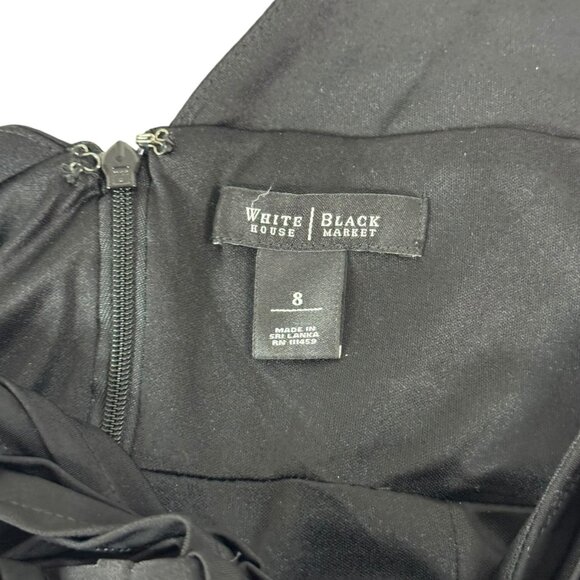 WHITE | BLACK
HOUSE | MARKET
8
MADE IN
SRI LANKA
RN 111459